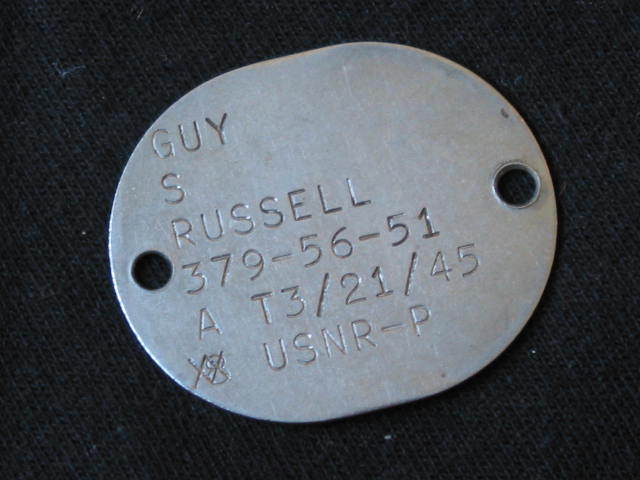 GUY
S
RUSSELL
379-56-51
A T3/21/45
USNR-P